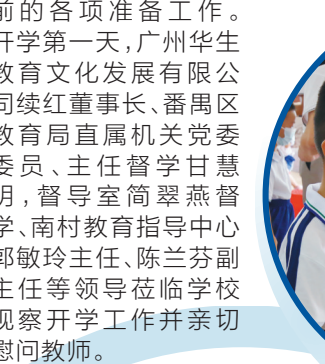 前的各项准备工作。
开学第一天，广州华生
教育文化发展有限公
司续红董事长、番禺区
教育局直属机关党委
委员、主任督学甘慧
明，督导室简翠燕督
学、南村教育指导中心
郭敏玲主任、陈兰芬副
主任等领导莅临学校
视察开学工作并亲切
慰问教师。